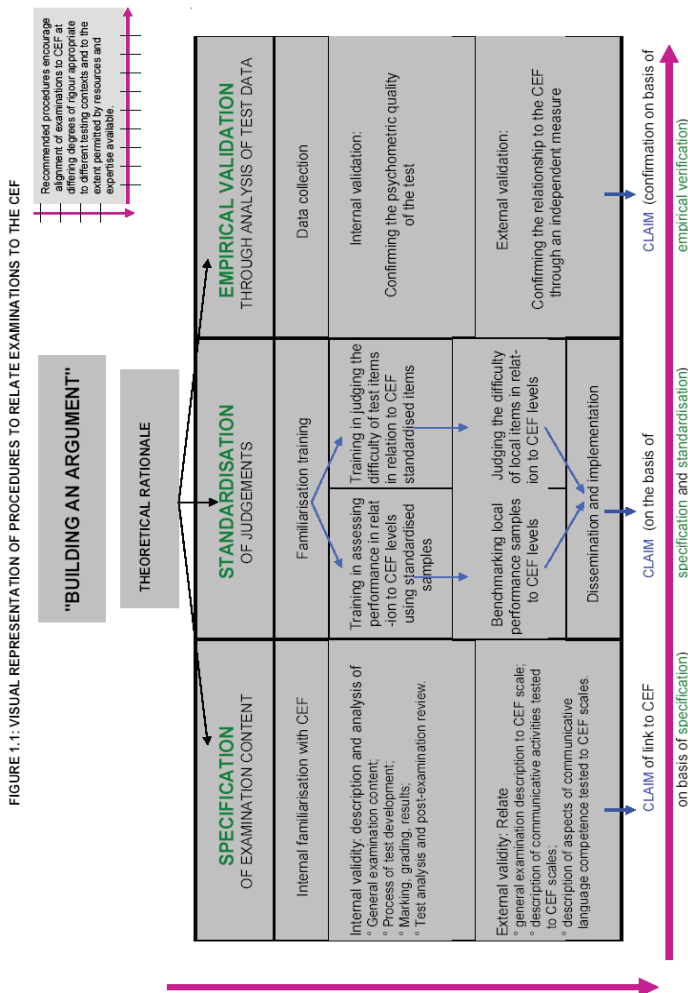 FIGURE 1.1: VISUAL REPRESENTATION OF PROCEDURES TO RELATE EXAMINATIONS TO THE CEF
Recommended procedures encourage
alignment of examinations to CEF at
differing degrees of rigour appropriate
to different testing contexts and to the
extent permitted by resources and
expertise available.
"BUILDING AN ARGUMENT"
THEORETICAL RATIONALE
SPECIFICATION
OF EXAMINATION CONTENT
Internal familiarisation with CEF
Internal validity: description and analysis of
° General examination content;
° Process of test development;
° Marking, grading, results;
° Test analysis and post-examination review.
External validity: Relate
° general examination description to CEF scale;
° description of communicative activities tested
to CEF scales;
° description of aspects of communicative
language competence tested to CEF scales.
CLAIM of link to CEF
on basis of specification)
STANDARDISATION
OF JUDGEMENTS
Familiarisation training
Training in assessing
performance in relat
-ion to CEF levels
using standardised
samples
Training in judging the
difficulty of test items
in relation to CEF
standardised items
Benchmarking local
performance samples
to CEF levels
Judging the difficulty
of local items in relat-
ion to CEF levels
Dissemination and implementation
CLAIM (on the basis of
specification and standardisation)
EMPIRICAL VALIDATION
THROUGH ANALYSIS OF TEST DATA
Data collection
Internal validation:
Confirming the psychometric quality
of the test
External validation:
Confirming the relationship to the CEF
through an independent measure
CLAIM (confirmation on basis of
empirical verification)